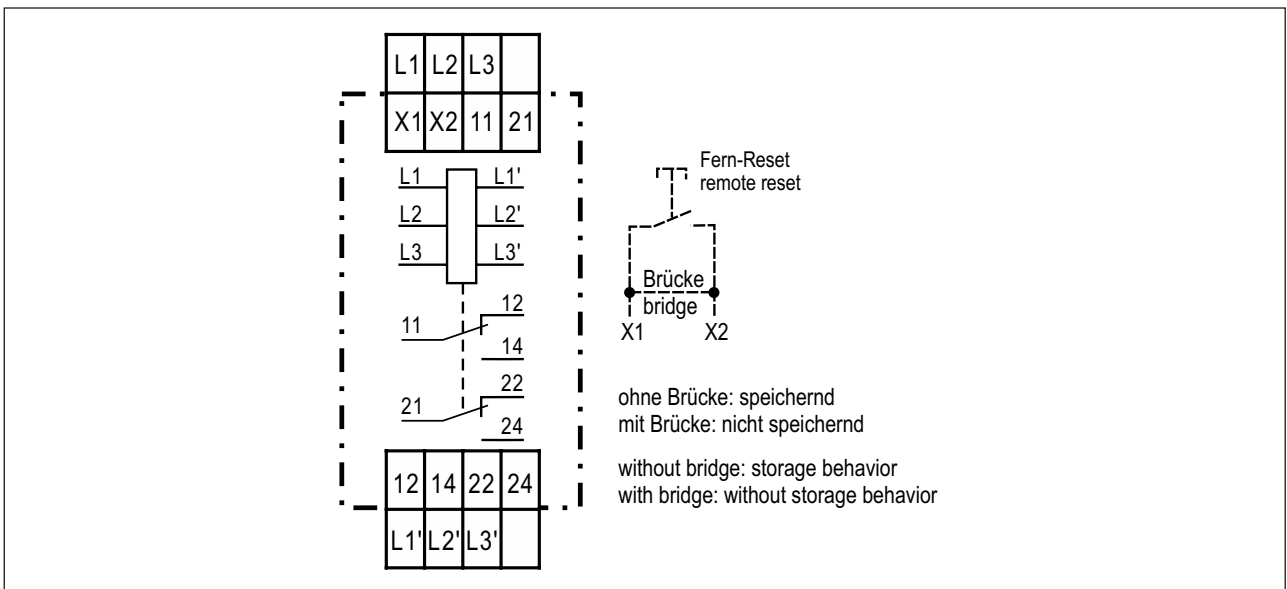 L1 L2 L3
X1 X2 11 21
L1 L1'
L2 L2'
L3 L3'
12
11
14
22
21
24
12 14 22 24
L1' L2' L3'
Fern-Reset
remote reset
Brücke
bridge
X1 X2
ohne Brücke: speichernd
mit Brücke: nicht speichernd
without bridge: storage behavior
with bridge: without storage behavior